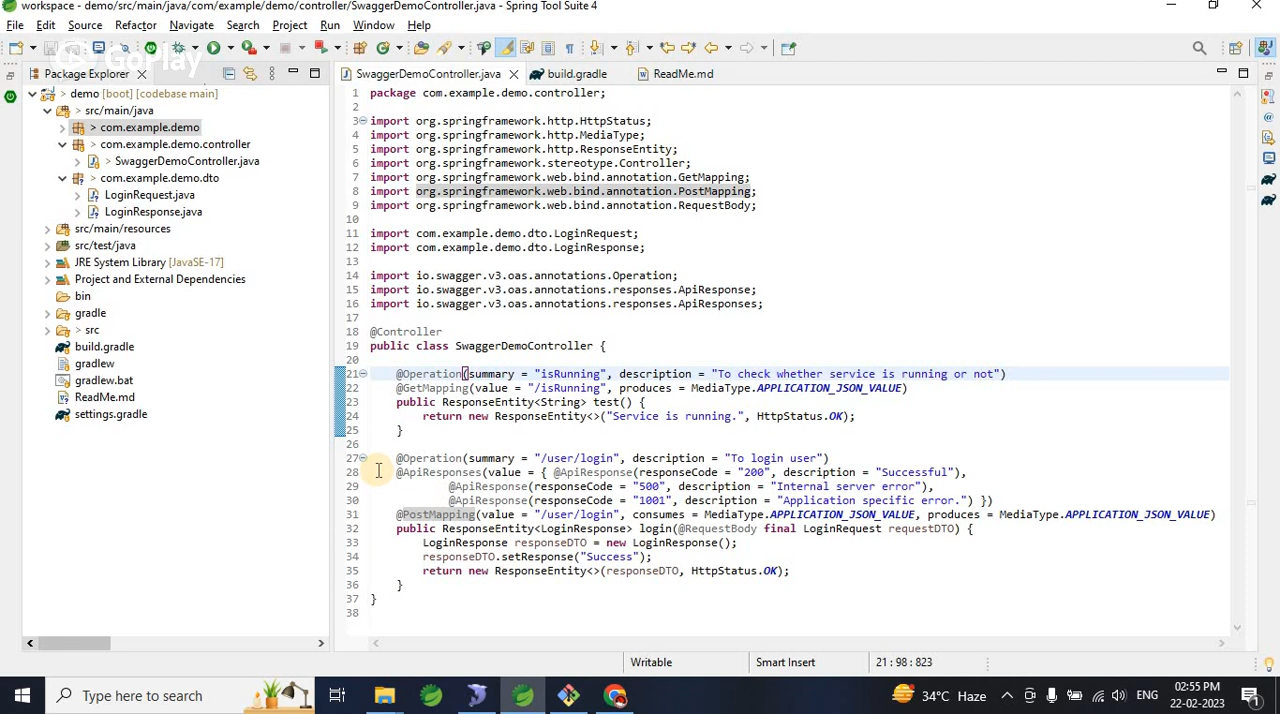 workspace - demo/src/main/java/com/example/demo/controller/SwaggerDemoController.java - Spring Tool Suite 4
File Edit Source Refactor Navigate Search Project Run Window Help
GoPlay
Package Explorer
SwaggerDemoController.java
build.gradle
ReadMe.md
demo [boot] [codebase main]
src/main/java
com.example.demo
com.example.demo.controller
SwaggerDemoController.java
com.example.demo.dto
LoginRequest.java
LoginResponse.java
src/main/resources
src/test/java
JRE System Library [JavaSE-17]
Project and External Dependencies
bin
gradle
src
build.gradle
gradlew
gradlew.bat
ReadMe.md
settings.gradle
1 package com.example.demo.controller;
2
3 import org.springframework.http.HttpStatus;
4 import org.springframework.http.MediaType;
5 import org.springframework.http.ResponseEntity;
6 import org.springframework.stereotype.Controller;
7 import org.springframework.web.bind.annotation.GetMapping;
8 import org.springframework.web.bind.annotation.PostMapping;
9 import org.springframework.web.bind.annotation.RequestBody;
10
11 import com.example.demo.dto.LoginRequest;
12 import com.example.demo.dto.LoginResponse;
13
14 import io.swagger.v3.oas.annotations.Operation;
15 import io.swagger.v3.oas.annotations.responses.ApiResponse;
16 import io.swagger.v3.oas.annotations.responses.ApiResponses;
17
18 @Controller
19 public class SwaggerDemoController {
20
21 @Operation(summary = "isRunning", description = "To check whether service is running or not")
22 @GetMapping(value = "/isRunning", produces = MediaType.APPLICATION_JSON_VALUE)
23 public ResponseEntity<String> test() {
24 return new ResponseEntity<>("Service is running.", HttpStatus.OK);
25 }
26
27 @Operation(summary = "/user/login", description = "To login user")
28 @ApiResponses(value = { @ApiResponse(responseCode = "200", description = "Successful"),
29 @ApiResponse(responseCode = "500", description = "Internal server error"),
30 @ApiResponse(responseCode = "1001", description = "Application specific error.") })
31 @PostMapping(value = "/user/login", consumes = MediaType.APPLICATION_JSON_VALUE, produces = MediaType.APPLICATION_JSON_VALUE)
32 public ResponseEntity<LoginResponse> login(@RequestBody final LoginRequest requestDTO) {
33 LoginResponse responseDTO = new LoginResponse();
34 responseDTO.setResponse("Success");
35 return new ResponseEntity<>(responseDTO, HttpStatus.OK);
36 }
37 }
38
Writable
Smart Insert
21 : 98 : 823
Type here to search
34°C Haze
ENG
02:55 PM
22-02-2023
1